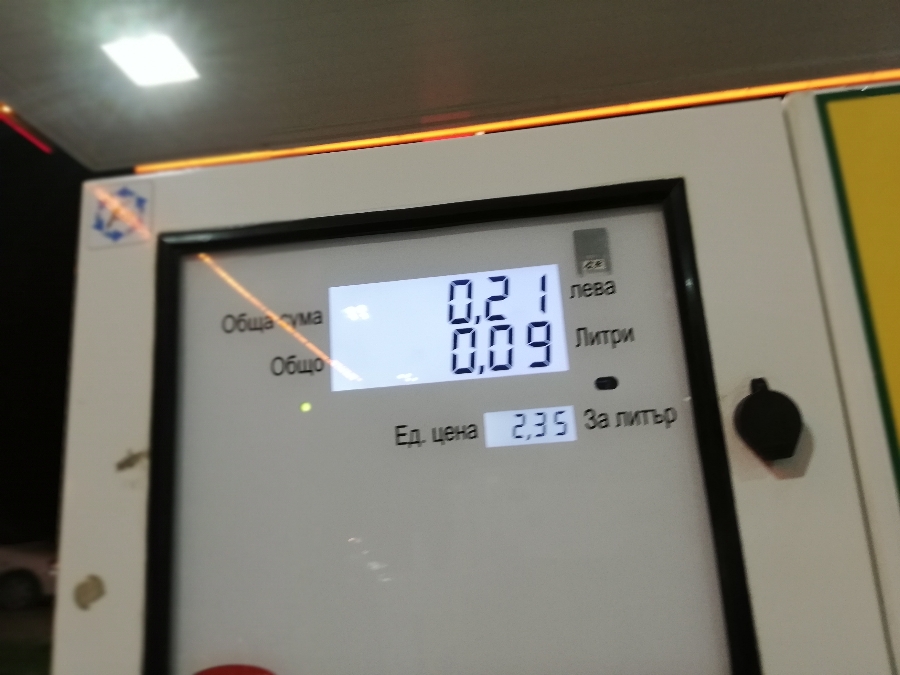 Обща сума 0,21 лева
Общо 0,09 Литри
Ед. цена 2,35 За литър